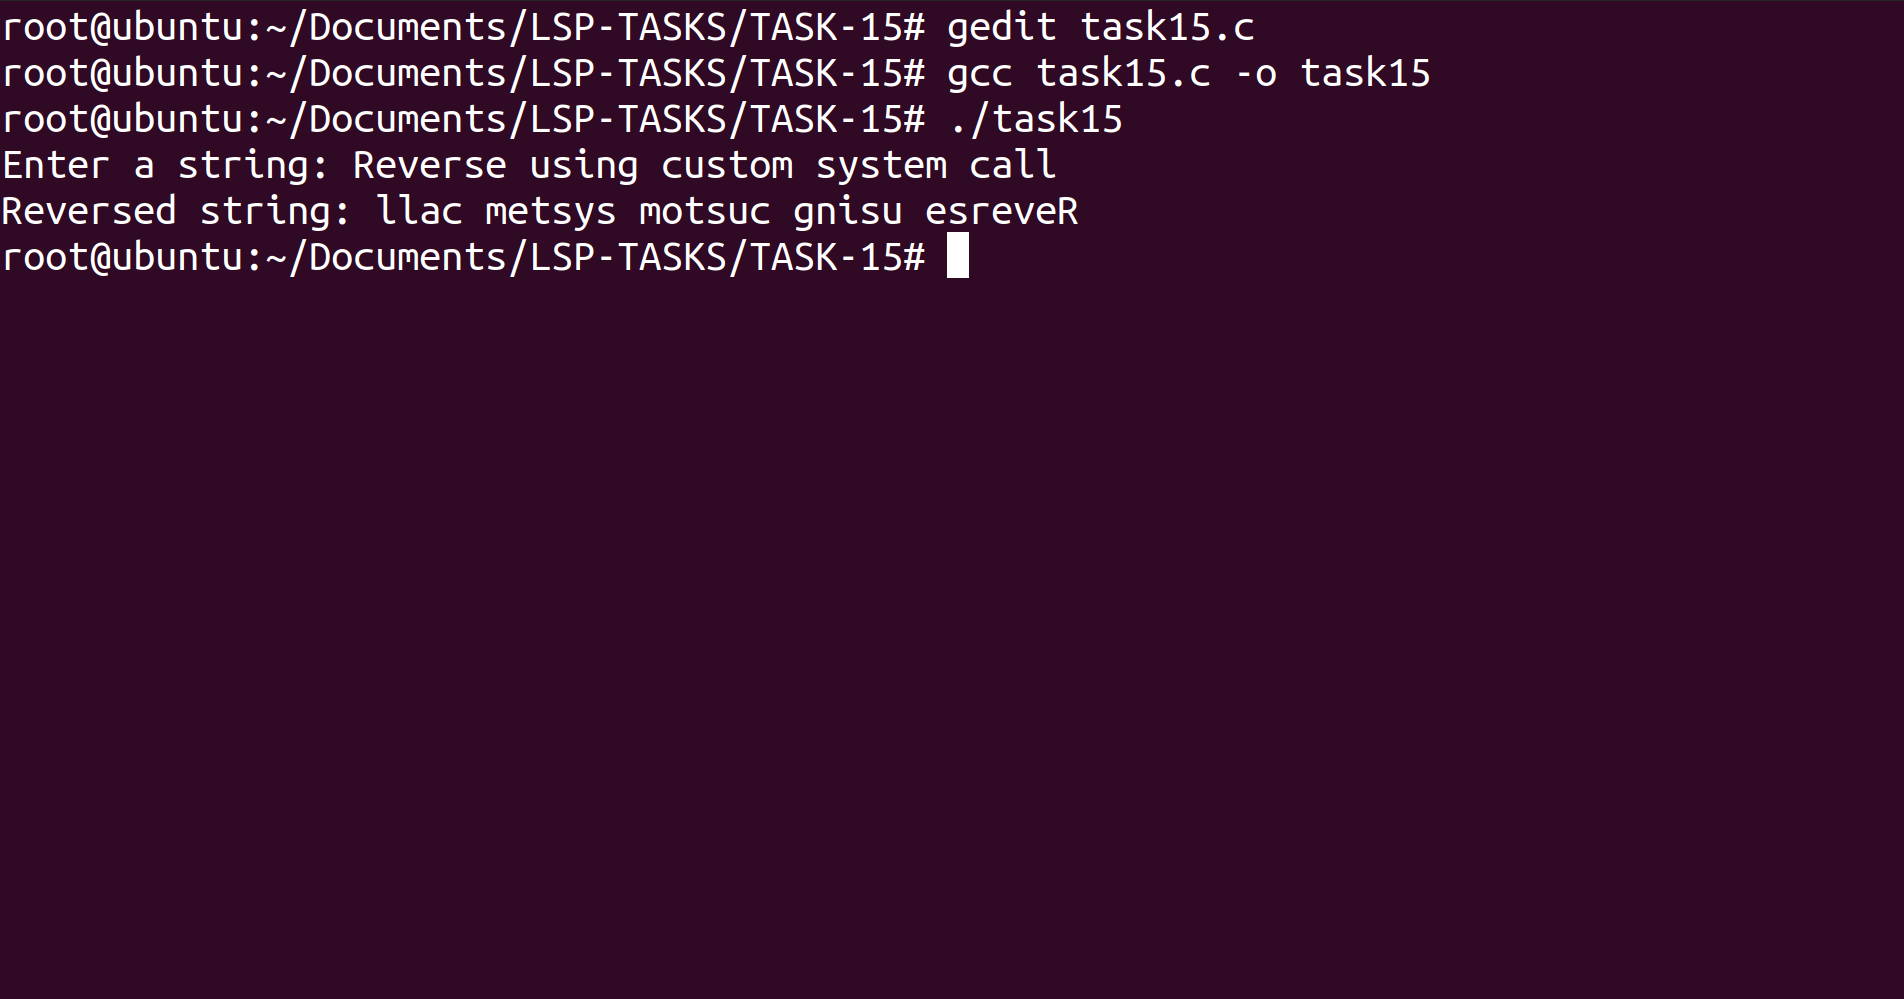 root@ubuntu:~/Documents/LSP-TASKS/TASK-15# gedit task15.c
root@ubuntu:~/Documents/LSP-TASKS/TASK-15# gcc task15.c -o task15
root@ubuntu:~/Documents/LSP-TASKS/TASK-15# ./task15
Enter a string: Reverse using custom system call
Reversed string: llac metsys motsuc gnisu esreveR
root@ubuntu:~/Documents/LSP-TASKS/TASK-15#